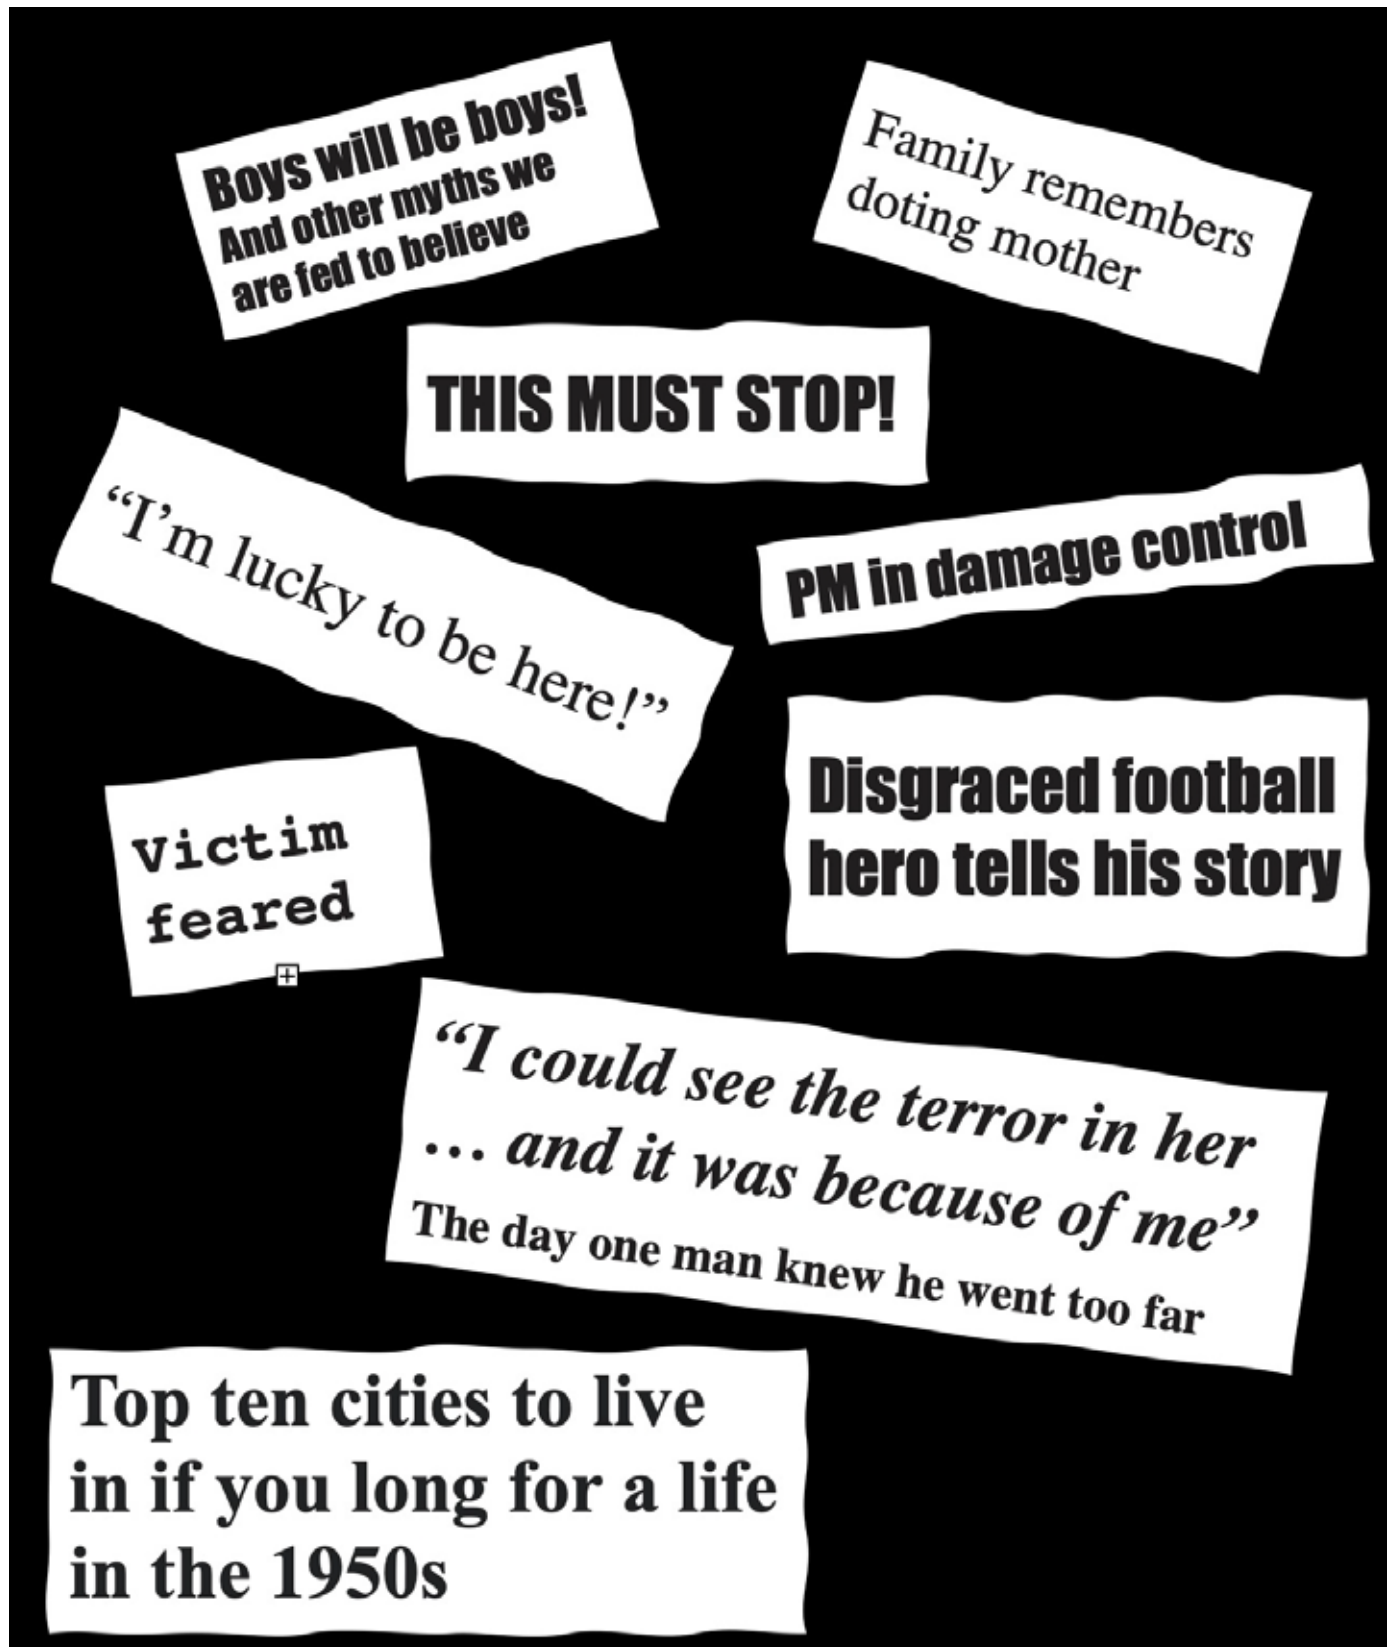 Boys will be boys!
And other myths we
are fed to believe
Family remembers
doting mother
THIS MUST STOP!
“I’m lucky to be here!”
PM in damage control
Disgraced football
hero tells his story
Victim
feared
“I could see the terror in her
... and it was because of me”
The day one man knew he went too far
Top ten cities to live
in if you long for a life
in the 1950s